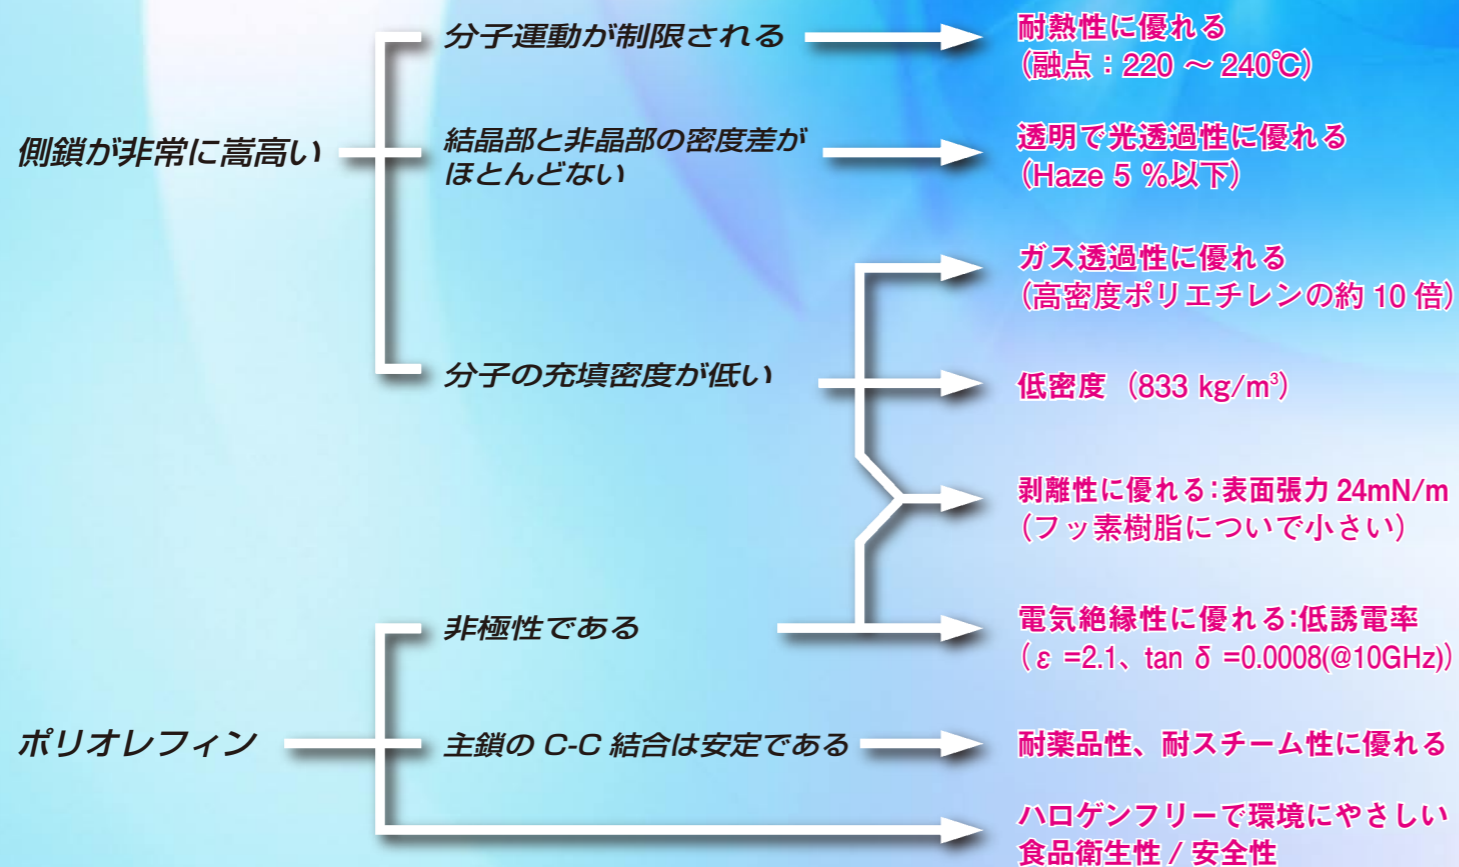 側鎖が非常に嵩高い
分子運動が制限される
耐熱性に優れる
(融点：220 ～ 240℃)
結晶部と非晶部の密度差が
ほとんどない
透明で光透過性に優れる
(Haze 5 %以下)
分子の充填密度が低い
ガス透過性に優れる
(高密度ポリエチレンの約 10 倍)
低密度 (833 kg/m³)
剥離性に優れる：表面張力 24mN/m
(フッ素樹脂についで小さい)
ポリオレフィン
非極性である
電気絶縁性に優れる：低誘電率
(ε =2.1、tan δ =0.0008(@10GHz))
主鎖の C-C 結合は安定である
耐薬品性、耐スチーム性に優れる
ハロゲンフリーで環境にやさしい
食品衛生性 / 安全性